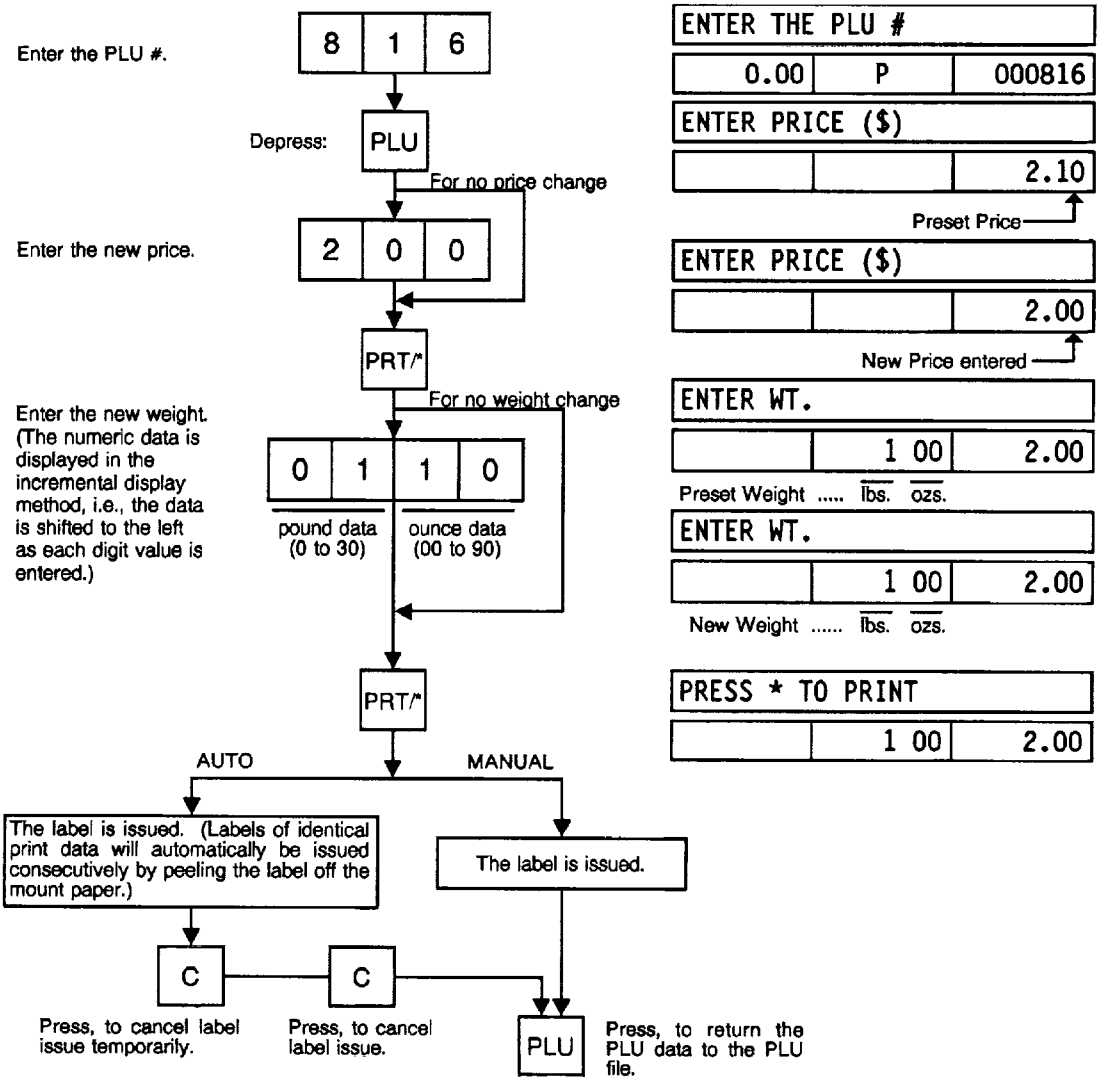 Enter the PLU #.
8 1 6
ENTER THE PLU #
0.00 P 000816
Depress:
PLU
ENTER PRICE ($)
2.10
Preset Price
For no price change
Enter the new price.
2 0 0
ENTER PRICE ($)
2.00
New Price entered
PRT/*
For no weight change
Enter the new weight.
(The numeric data is
displayed in the
incremental display
method, i.e., the data
is shifted to the left
as each digit value is
entered.)
0 1 1 0
pound data
(0 to 30)
ounce data
(00 to 90)
ENTER WT.
1 00 2.00
Preset Weight ..... lbs. ozs.
ENTER WT.
1 00 2.00
New Weight ...... lbs. ozs.
PRT/*
PRESS * TO PRINT
1 00 2.00
AUTO
MANUAL
The label is issued. (Labels of identical
print data will automatically be issued
consecutively by peeling the label off the
mount paper.)
The label is issued.
C
C
Press, to cancel label
issue temporarily.
Press, to cancel
label issue.
PLU
Press, to return the
PLU data to the PLU
file.